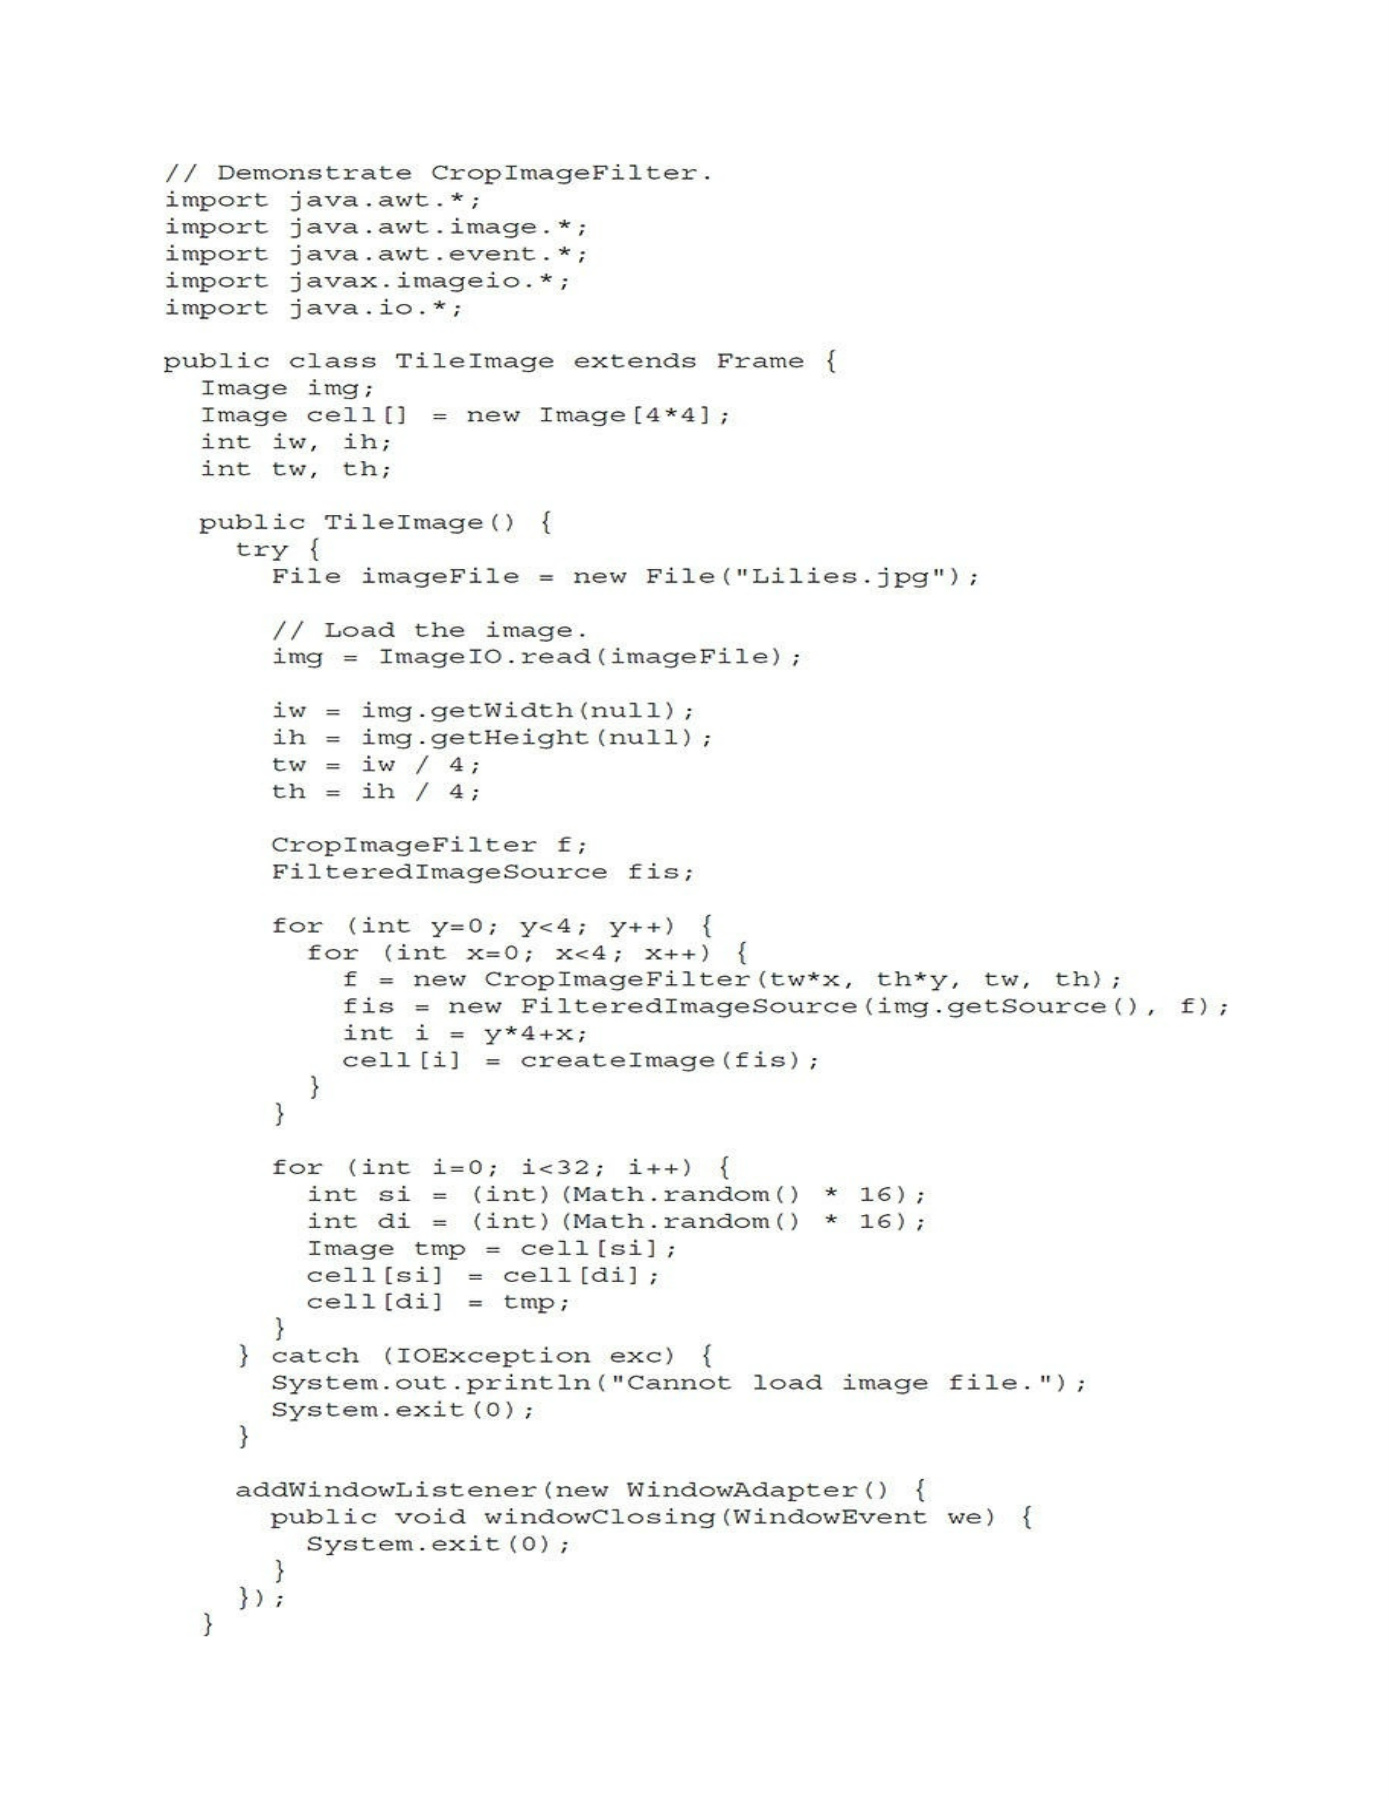 // Demonstrate CropImageFilter.
import java.awt.*;
import java.awt.image.*;
import java.awt.event.*;
import javax.imageio.*;
import java.io.*;

public class TileImage extends Frame {
  Image img;
  Image cell[] = new Image[4*4];
  int iw, ih;
  int tw, th;

  public TileImage() {
    try {
      File imageFile = new File("Lilies.jpg");

      // Load the image.
      img = ImageIO.read(imageFile);

      iw = img.getWidth(null);
      ih = img.getHeight(null);
      tw = iw / 4;
      th = ih / 4;

      CropImageFilter f;
      FilteredImageSource fis;

      for (int y=0; y<4; y++) {
        for (int x=0; x<4; x++) {
          f = new CropImageFilter(tw*x, th*y, tw, th);
          fis = new FilteredImageSource(img.getSource(), f);
          int i = y*4+x;
          cell[i] = createImage(fis);
        }
      }

      for (int i=0; i<32; i++) {
        int si = (int)(Math.random() * 16);
        int di = (int)(Math.random() * 16);
        Image tmp = cell[si];
        cell[si] = cell[di];
        cell[di] = tmp;
      }
    } catch (IOException exc) {
      System.out.println("Cannot load image file.");
      System.exit(0);
    }

    addWindowListener(new WindowAdapter() {
      public void windowClosing(WindowEvent we) {
        System.exit(0);
      }
    });
  }